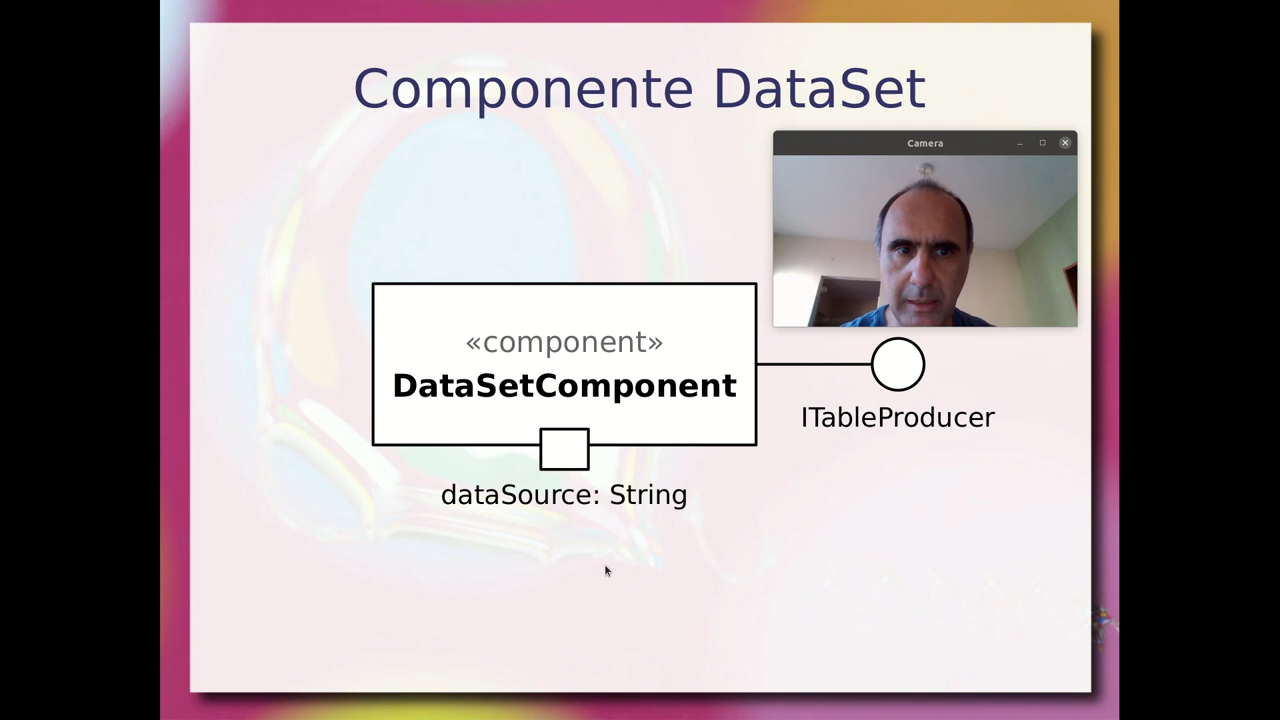 Componente DataSet
Camera
«component»
DataSetComponent
ITableProducer
dataSource: String